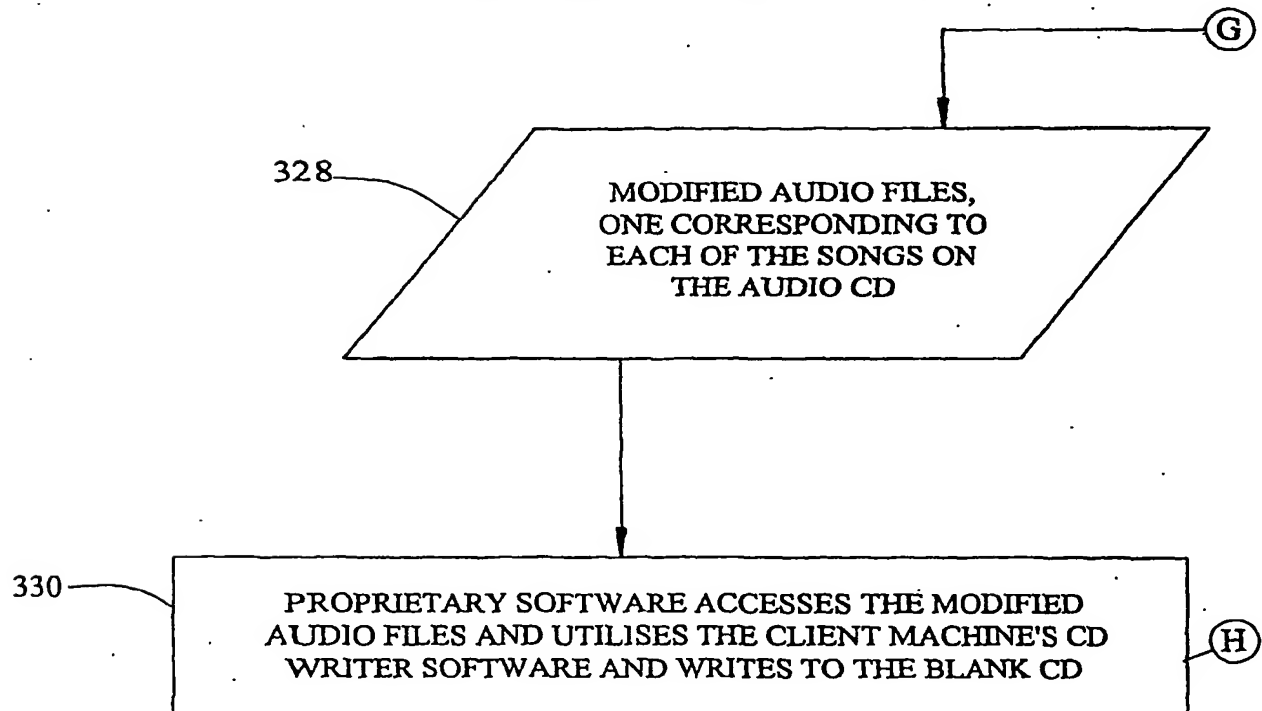 G
328
MODIFIED AUDIO FILES,
ONE CORRESPONDING TO
EACH OF THE SONGS ON
THE AUDIO CD
330
PROPRIETARY SOFTWARE ACCESSES THE MODIFIED
AUDIO FILES AND UTILISES THE CLIENT MACHINE'S CD
WRITER SOFTWARE AND WRITES TO THE BLANK CD
H